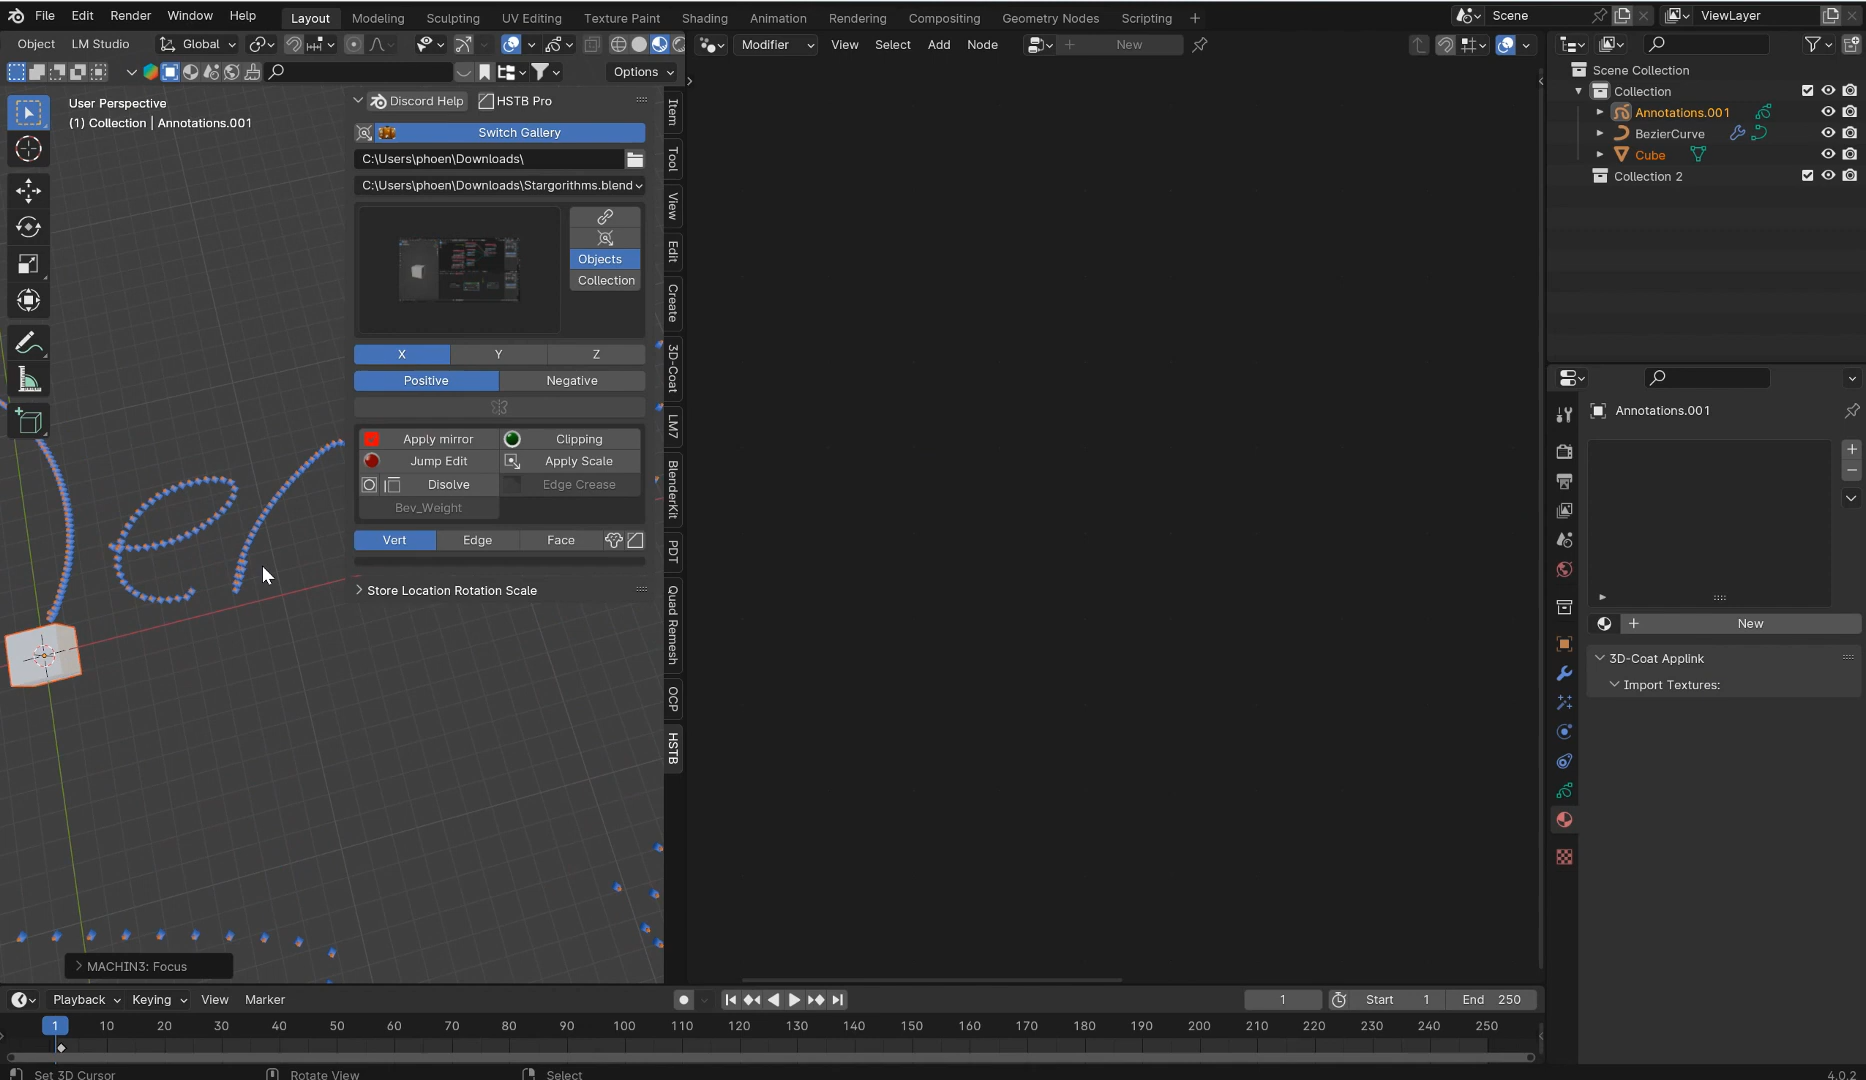 File Edit Render Window Help Layout Modeling Sculpting UV Editing Texture Paint Shading Animation Rendering Compositing Geometry Nodes Scripting + Scene ViewLayer
Object LM Studio Global Modifier View Select Add Node New
Options
User Perspective
(1) Collection | Annotations.001
Discord Help HSTB Pro
Switch Gallery
C:\Users\phoen\Downloads\
C:\Users\phoen\Downloads\Stargorithms.blend
Objects
Collection
X Y Z
Positive Negative
Apply mirror Clipping
Jump Edit Apply Scale
Disolve Edge Crease
Bev_Weight
Vert Edge Face
Store Location Rotation Scale
er
MACHIN3: Focus
Item
Tool
View
Edit
Create
3D-Coat
LM7
BlenderKit
PDT
Quad Remesh
OCP
HSTB
Scene Collection
Collection
Annotations.001
BezierCurve
Cube
Collection 2
Annotations.001
New
3D-Coat Applink
Import Textures:
Playback Keying View Marker 1 Start 1 End 250
1 10 20 30 40 50 60 70 80 90 100 110 120 130 140 150 160 170 180 190 200 210 220 230 240 250
Set 3D Cursor Rotate View Select 4.0.2